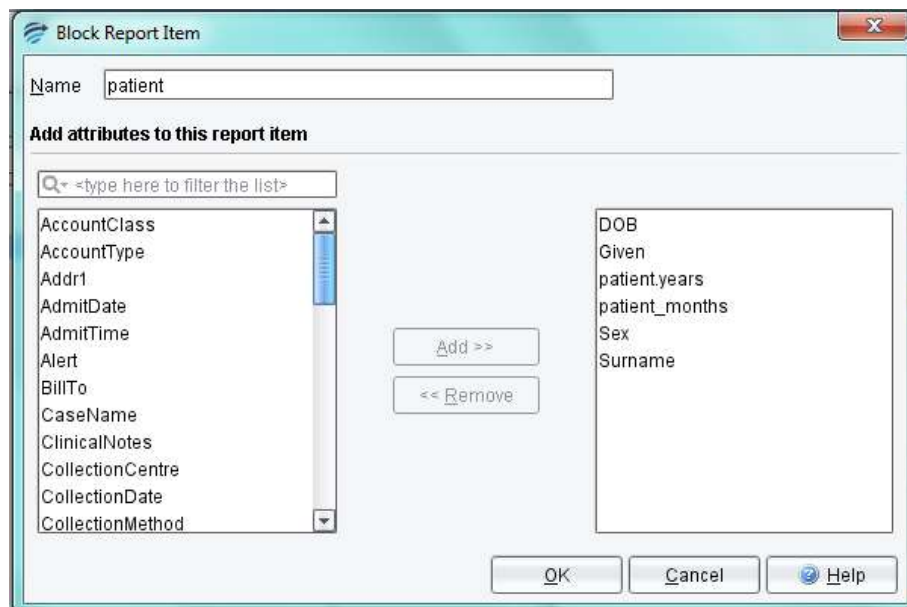 Block Report Item
Name patient
Add attributes to this report item
<type here to filter the list>
AccountClass
AccountType
Addr1
AdmitDate
AdmitTime
Alert
BillTo
CaseName
ClinicalNotes
CollectionCentre
CollectionDate
CollectionMethod
Add >>
<< Remove
DOB
Given
patient.years
patient_months
Sex
Surname
OK Cancel Help